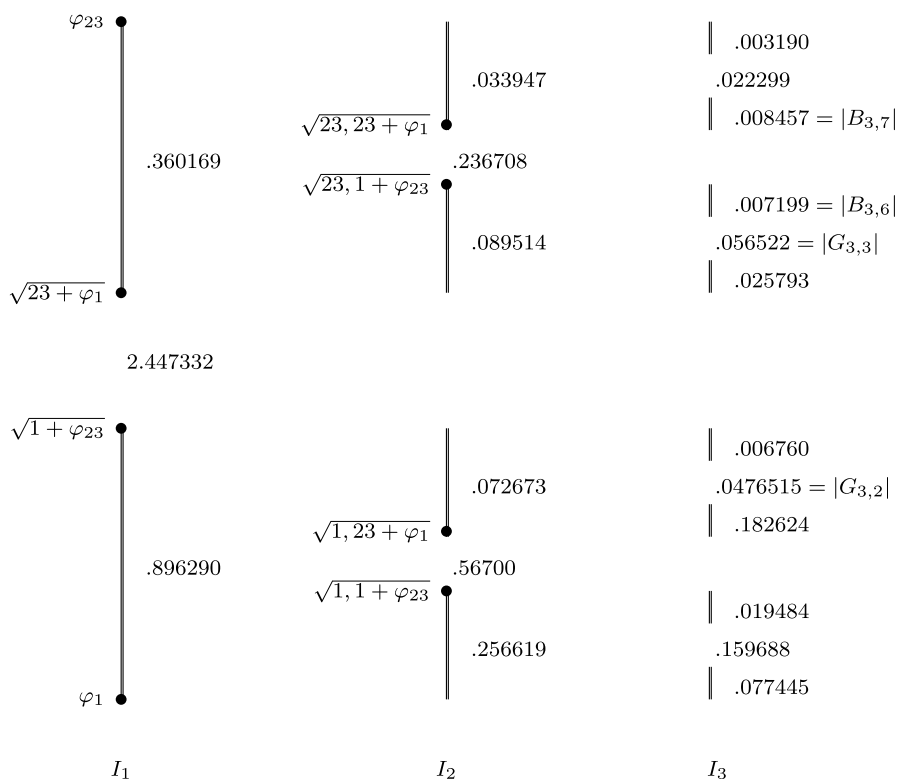 φ₂₃
.003190
.033947
.022299
√23, 23 + φ₁
.008457 = |B₃,₇|
.360169
.236708
√23, 1 + φ₂₃
.007199 = |B₃,₆|
.089514
.056522 = |G₃,₃|
.025793
√23 + φ₁
2.447332
√1 + φ₂₃
.006760
.072673
.0476515 = |G₃,₂|
√1, 23 + φ₁
.182624
.896290
.56700
√1, 1 + φ₂₃
.019484
.256619
.159688
.077445
φ₁
I₁
I₂
I₃